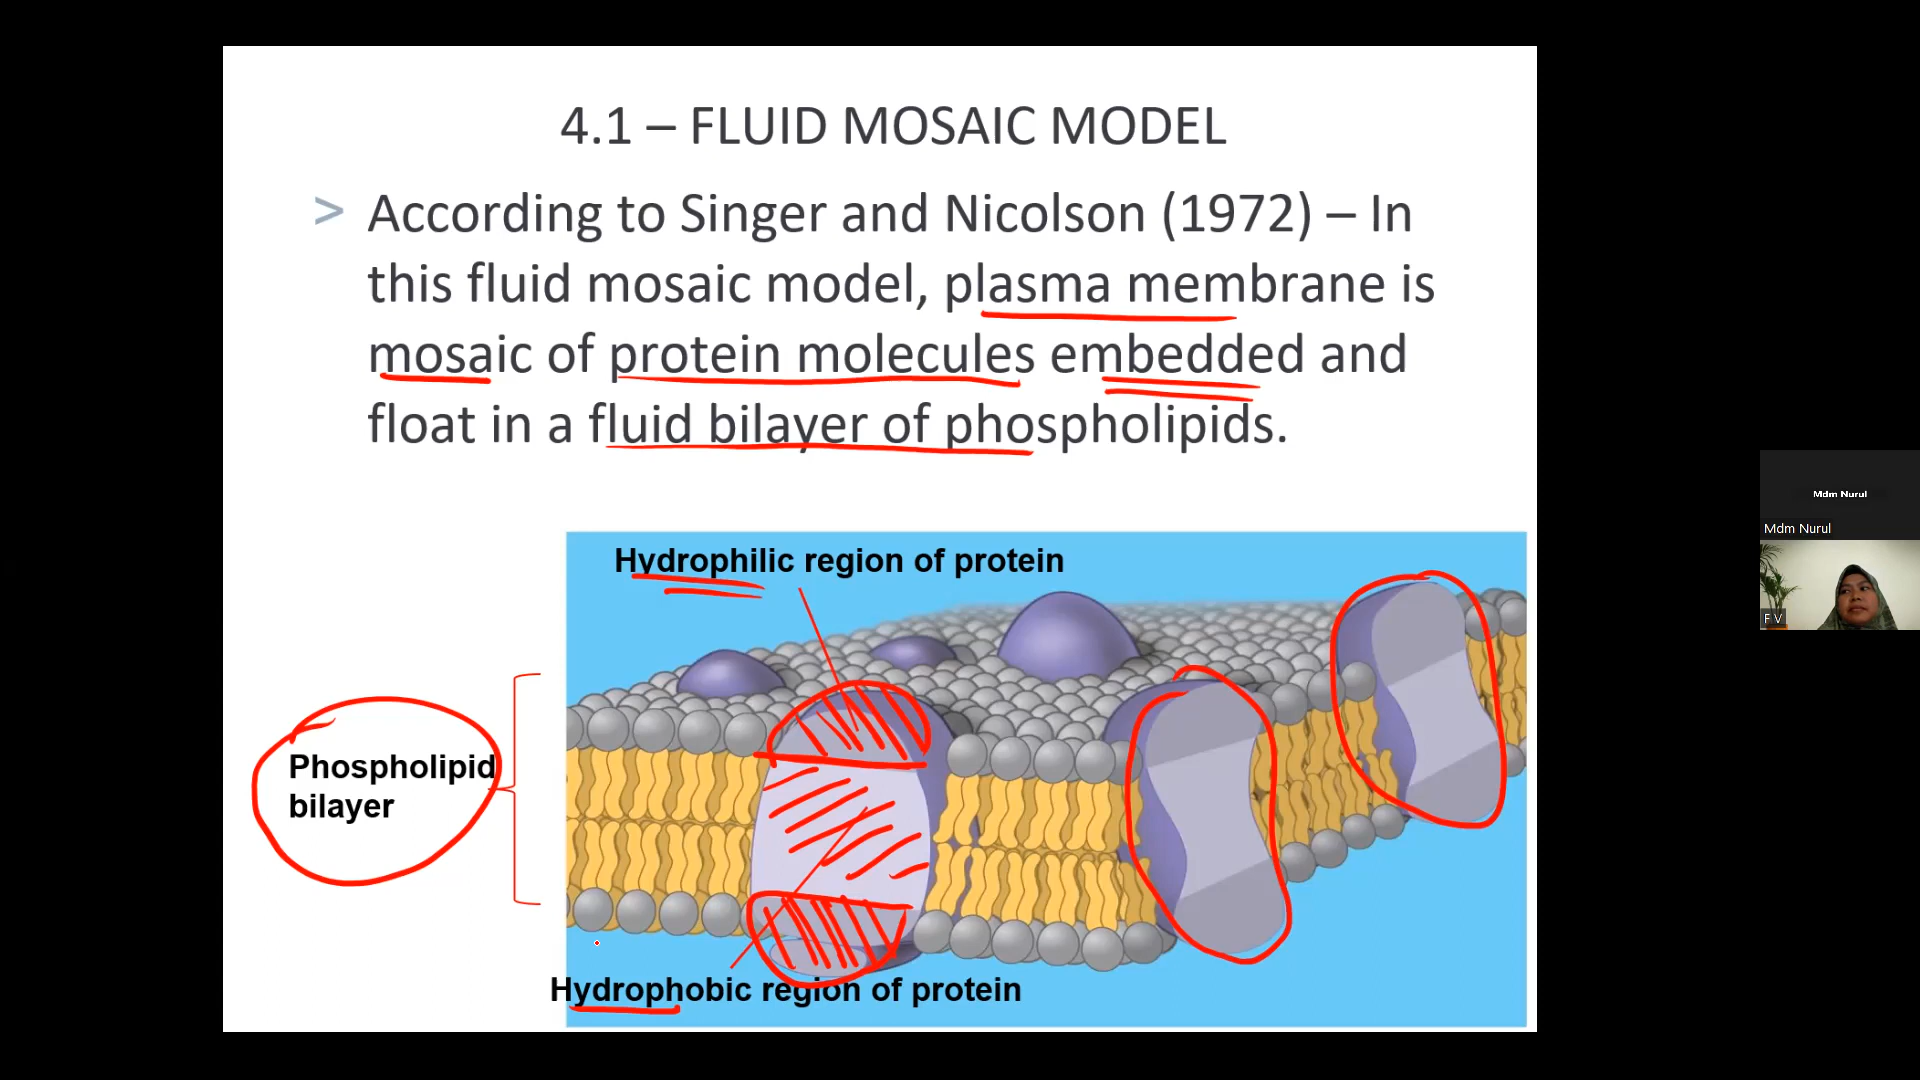 4.1 – FLUID MOSAIC MODEL
> According to Singer and Nicolson (1972) – In
this fluid mosaic model, plasma membrane is
mosaic of protein molecules embedded and
float in a fluid bilayer of phospholipids.
Hydrophilic region of protein
Phospholipid
bilayer
Hydrophobic region of protein
Mdm Nurul
Mdm Nurul
F V